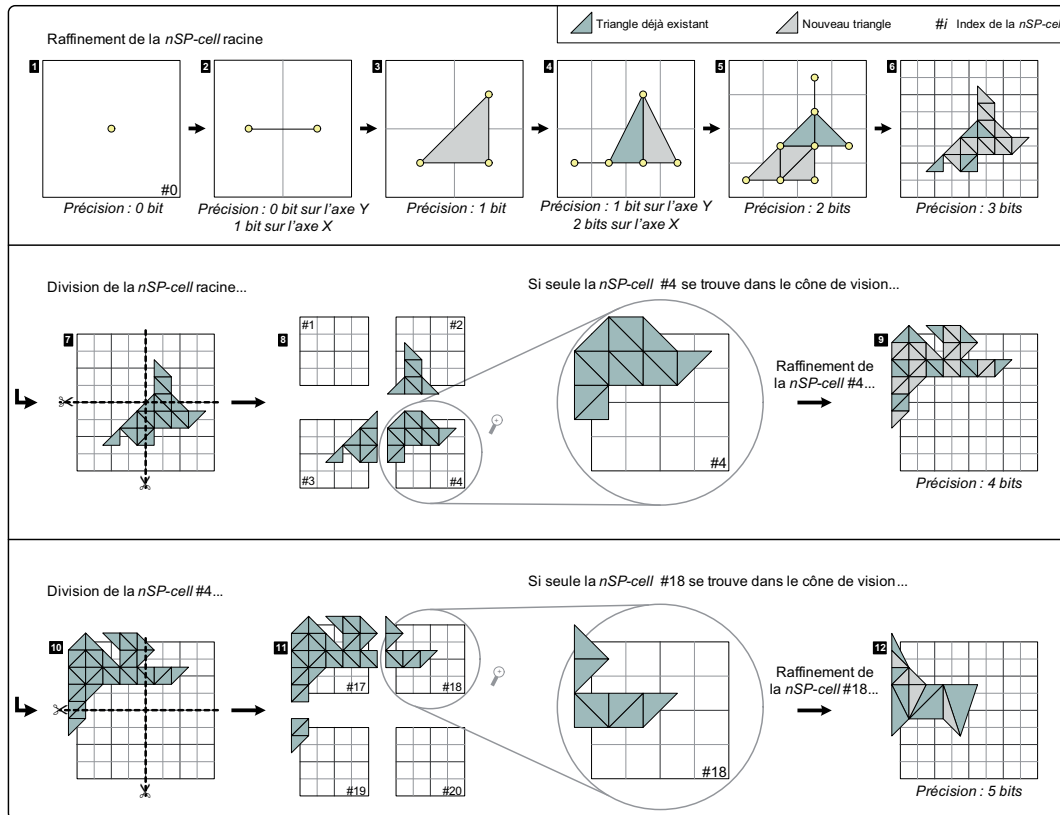 Triangle déjà existant
Nouveau triangle
#i Index de la nSP-cell
Raffinement de la nSP-cell racine
1
2
3
4
5
6
#0
Précision : 0 bit
Précision : 0 bit sur l'axe Y
1 bit sur l'axe X
Précision : 1 bit
Précision : 1 bit sur l'axe Y
2 bits sur l'axe X
Précision : 2 bits
Précision : 3 bits
Division de la nSP-cell racine...
Si seule la nSP-cell #4 se trouve dans le cône de vision...
7
8
9
#1
#2
#3
#4
#4
Raffinement de
la nSP-cell #4...
Précision : 4 bits
Division de la nSP-cell #4...
Si seule la nSP-cell #18 se trouve dans le cône de vision...
10
11
12
#17
#18
#19
#20
#18
Raffinement de
la nSP-cell #18...
Précision : 5 bits